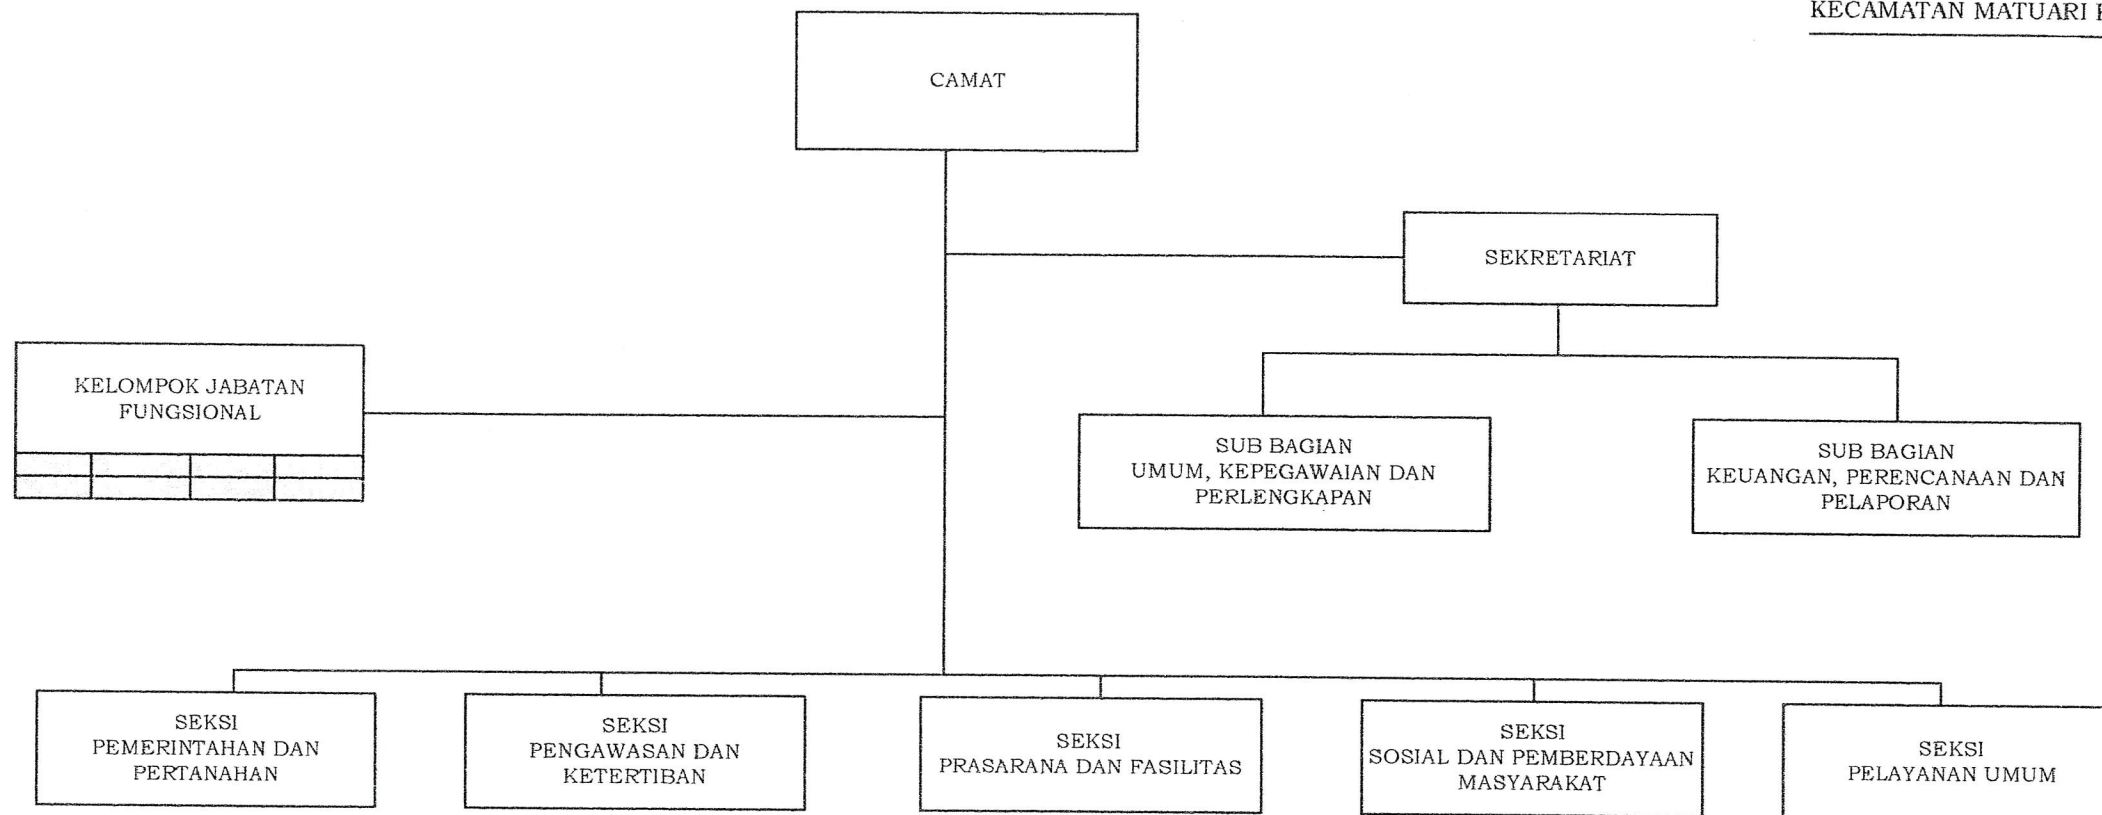 KECAMATAN MATUARI
CAMAT
SEKRETARIAT
KELOMPOK JABATAN
FUNGSIONAL
SUB BAGIAN
UMUM, KEPEGAWAIAN DAN
PERLENGKAPAN
SUB BAGIAN
KEUANGAN, PERENCANAAN DAN
PELAPORAN
SEKSI
PEMERINTAHAN DAN
PERTANAHAN
SEKSI
PENGAWASAN DAN
KETERTIBAN
SEKSI
PRASARANA DAN FASILITAS
SEKSI
SOSIAL DAN PEMBERDAYAAN
MASYARAKAT
SEKSI
PELAYANAN UMUM